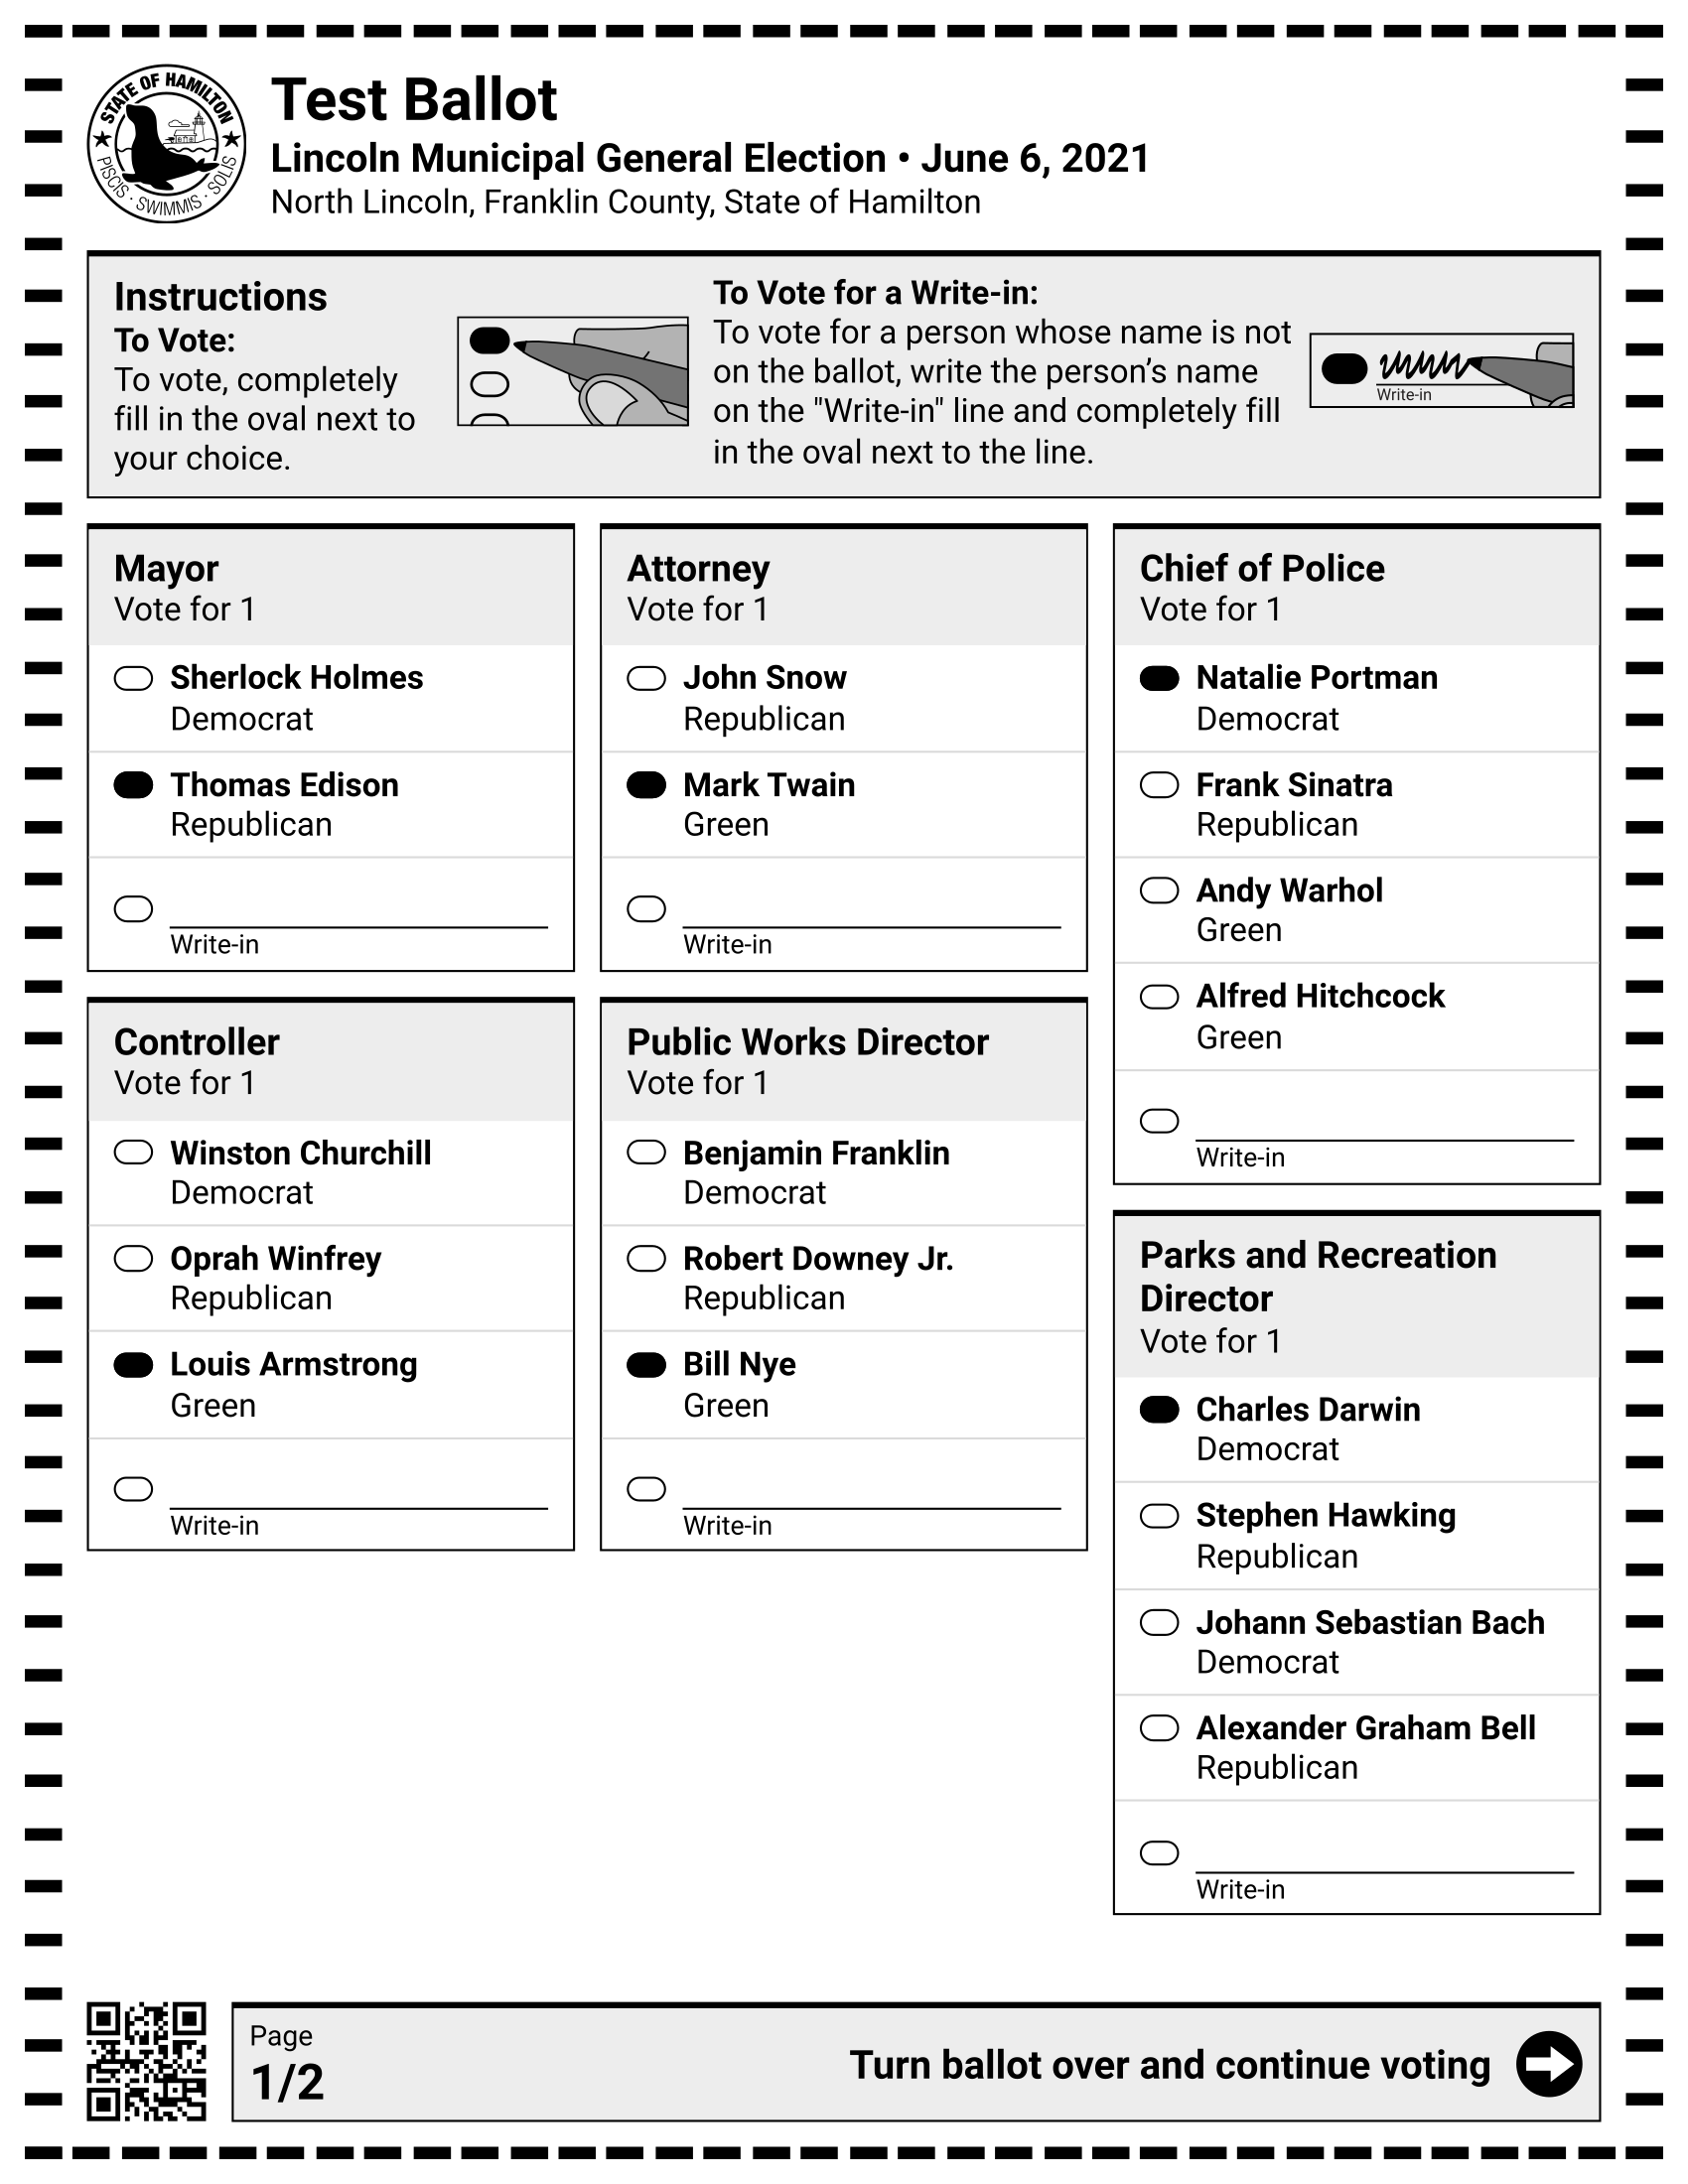 STATE OF HAMILTON
PISCIS · SWIMMIS · SOLIS
Test Ballot
Lincoln Municipal General Election • June 6, 2021
North Lincoln, Franklin County, State of Hamilton
Instructions
To Vote:
To vote, completely
fill in the oval next to
your choice.
To Vote for a Write-in:
To vote for a person whose name is not
on the ballot, write the person’s name
on the "Write-in" line and completely fill
in the oval next to the line.
Write-in
Mayor
Vote for 1
Sherlock Holmes
Democrat
Thomas Edison
Republican
Write-in
Controller
Vote for 1
Winston Churchill
Democrat
Oprah Winfrey
Republican
Louis Armstrong
Green
Write-in
Attorney
Vote for 1
John Snow
Republican
Mark Twain
Green
Write-in
Public Works Director
Vote for 1
Benjamin Franklin
Democrat
Robert Downey Jr.
Republican
Bill Nye
Green
Write-in
Chief of Police
Vote for 1
Natalie Portman
Democrat
Frank Sinatra
Republican
Andy Warhol
Green
Alfred Hitchcock
Green
Write-in
Parks and Recreation
Director
Vote for 1
Charles Darwin
Democrat
Stephen Hawking
Republican
Johann Sebastian Bach
Democrat
Alexander Graham Bell
Republican
Write-in
Page
1/2
Turn ballot over and continue voting